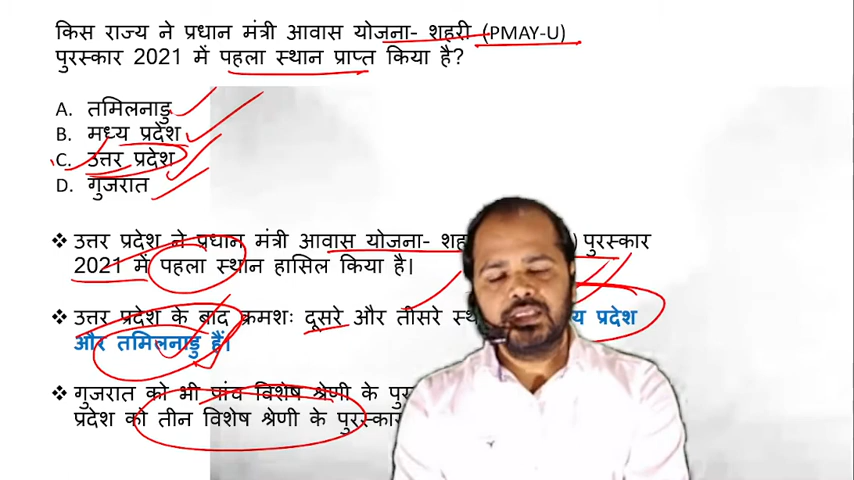 किस राज्य ने प्रधान मंत्री आवास योजना- शहरी (PMAY-U)
पुरस्कार 2021 में पहला स्थान प्राप्त किया है?
A. तमिलनाडु
B. मध्य प्रदेश
C. उत्तर प्रदेश
D. गुजरात
❖ उत्तर प्रदेश ने प्रधान मंत्री आवास योजना- ) पुरस्कार
2021 में पहला स्थान हासिल किया है।
❖ उत्तर प्रदेश के बाद क्रमशः दूसरे और तीसरे प्रदेश
और तमिलनाडु हैं।
❖ गुजरात को भी पांच विशेष श्रेणी के
प्रदेश को तीन विशेष श्रेणी के पुरस्कार